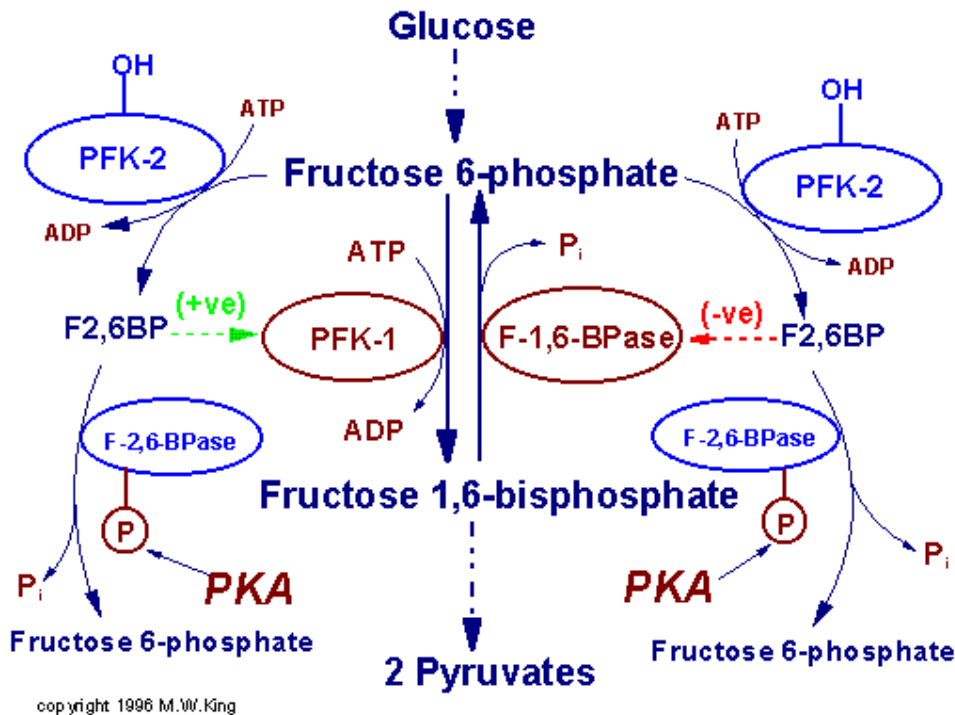 Glucose
OH
OH
ATP
ATP
PFK-2
Fructose 6-phosphate
PFK-2
ADP
ATP
Pi
ADP
F2,6BP
(+ve)
PFK-1
F-1,6-BPase
(-ve)
F2,6BP
ADP
F-2,6-BPase
F-2,6-BPase
Fructose 1,6-bisphosphate
P
P
Pi
PKA
PKA
Pi
Fructose 6-phosphate
2 Pyruvates
Fructose 6-phosphate
copyright 1996 M.W.King